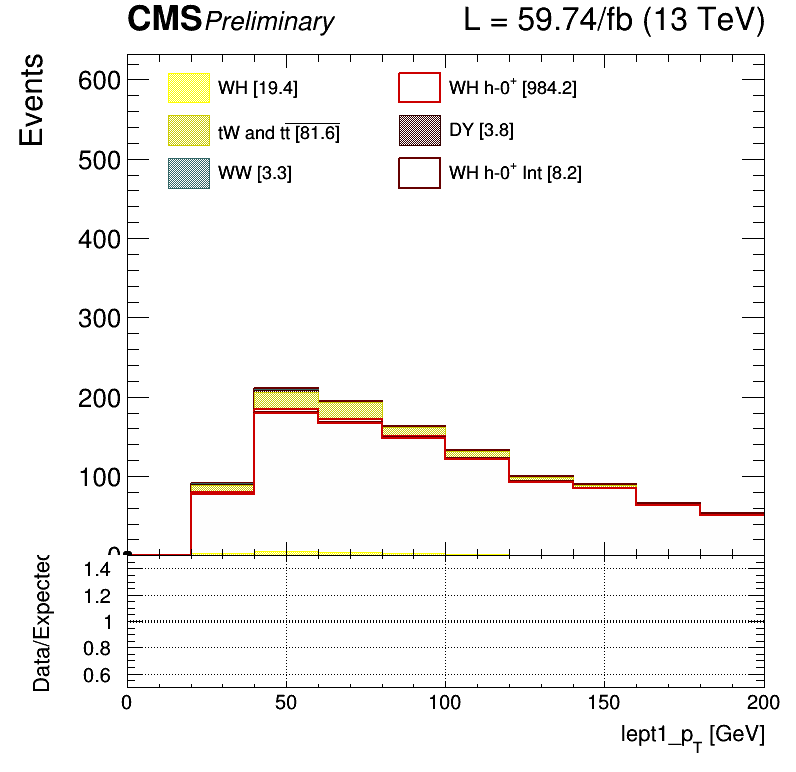 CMS Preliminary L = 59.74/fb (13 TeV)
Events
600
500
400
300
200
100
0
WH [19.4]
WH h-0+ [984.2]
tW and tt [81.6]
DY [3.8]
WW [3.3]
WH h-0+ Int [8.2]
Data/Expected
1.4
1.2
1
0.8
0.6
0 50 100 150 200
lept1_pT [GeV]